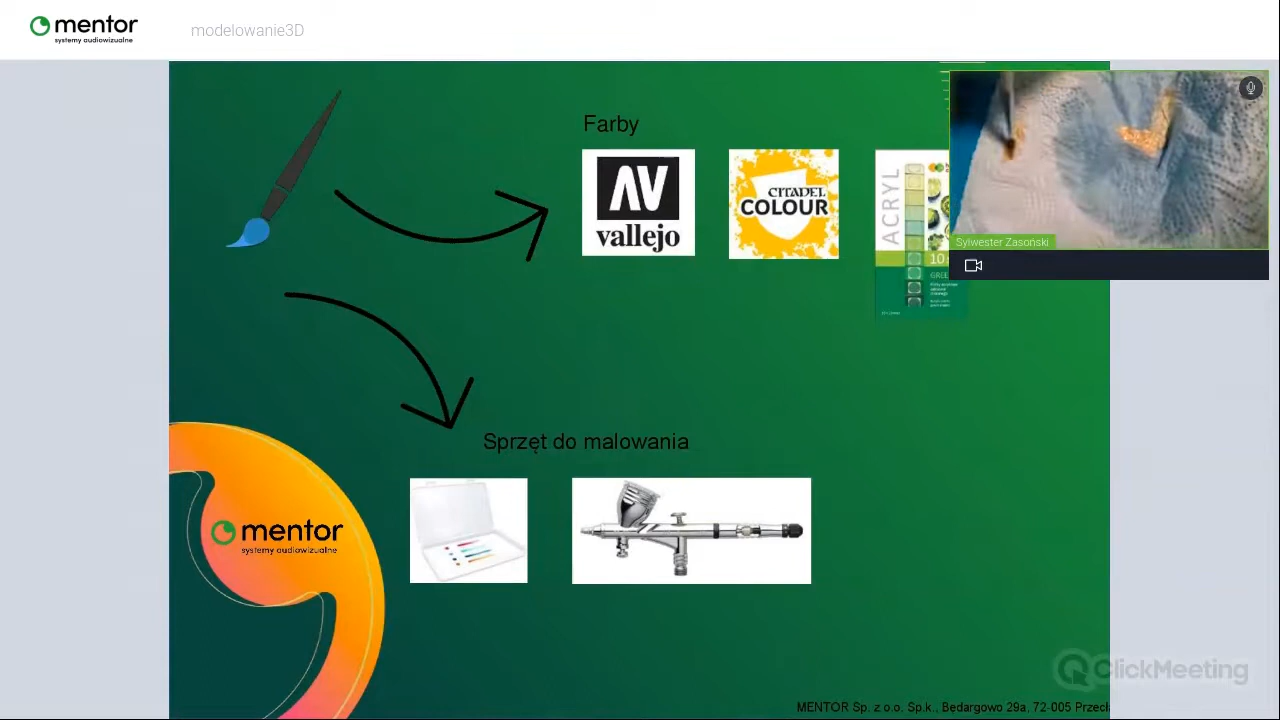 mentor
systemy audiowizualne
modelowanie3D
Farby
vallejo
CITADEL
COLOUR
ACRYL
10
Sylwester Zasoński
Sprzęt do malowania
mentor
systemy audiowizualne
ClickMeeting
MENTOR Sp. z o.o. Sp.k., Będargowo 29a, 72-005 Przecł